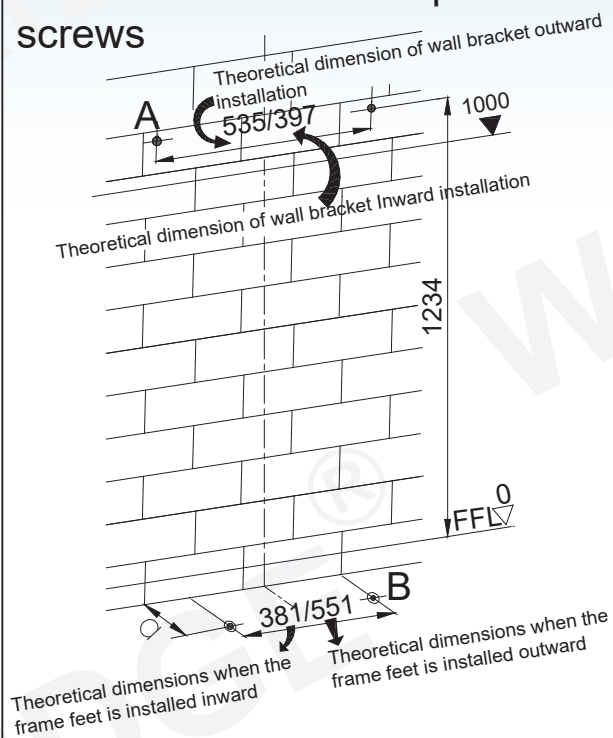 screws
Theoretical dimension of wall bracket outward
installation
A
535/397
1000
Theoretical dimension of wall bracket Inward installation
1234
®
0
FFL
B
381/551
Theoretical dimensions when the
frame feet is installed inward
Theoretical dimensions when the
frame feet is installed outward